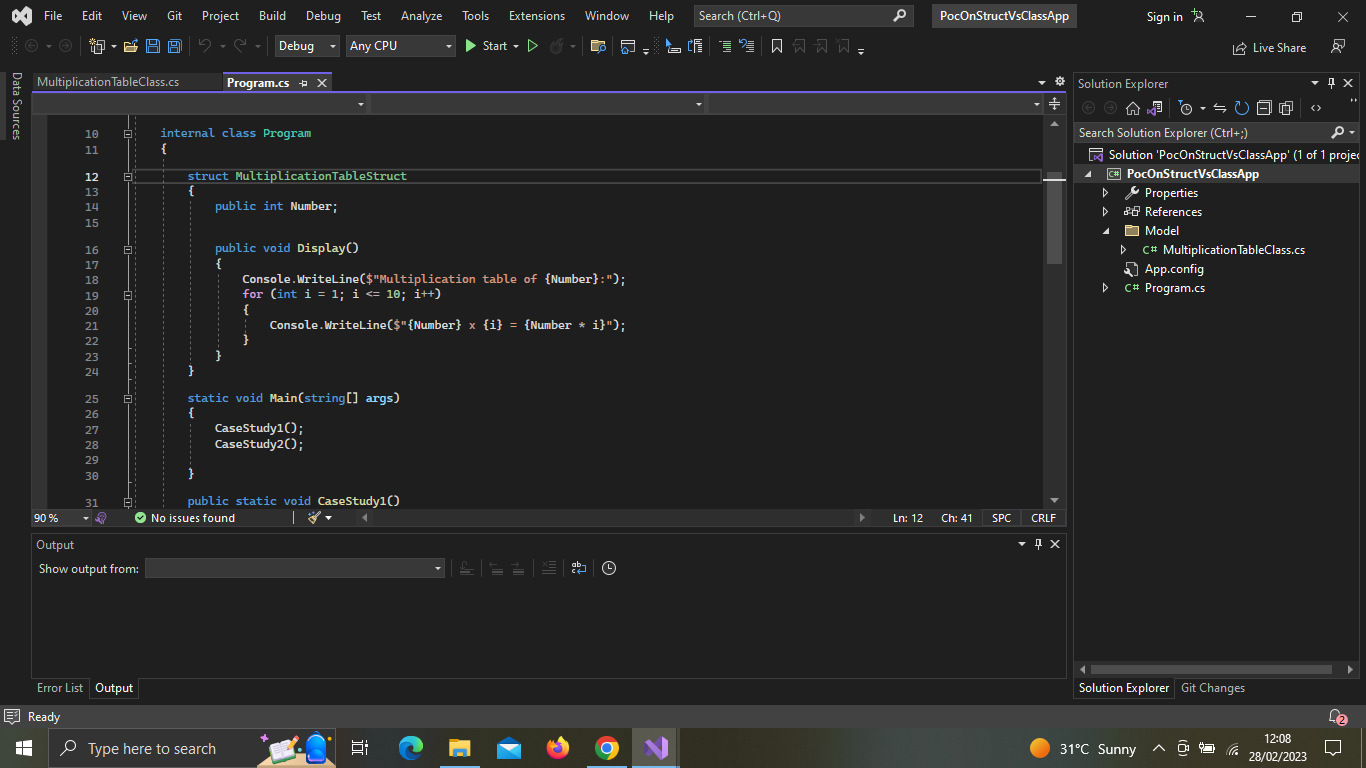 File Edit View Git Project Build Debug Test Analyze Tools Extensions Window Help Search (Ctrl+Q) PocOnStructVsClassApp Sign in
Debug Any CPU Start Live Share
Data Sources
MultiplicationTableClass.cs Program.cs
10 internal class Program
11 {
12 struct MultiplicationTableStruct
13 {
14 public int Number;
15
16 public void Display()
17 {
18 Console.WriteLine($"Multiplication table of {Number}:");
19 for (int i = 1; i <= 10; i++)
20 {
21 Console.WriteLine($"{Number} x {i} = {Number * i}");
22 }
23 }
24 }
25 static void Main(string[] args)
26 {
27 CaseStudy1();
28 CaseStudy2();
29
30 }
31 public static void CaseStudy1()
90 % No issues found Ln: 12 Ch: 41 SPC CRLF
Output
Show output from:
Error List Output
Solution Explorer
Search Solution Explorer (Ctrl+;)
Solution 'PocOnStructVsClassApp' (1 of 1 projec
C# PocOnStructVsClassApp
Properties
References
Model
C# MultiplicationTableClass.cs
App.config
C# Program.cs
Solution Explorer Git Changes
Ready 2
Type here to search 31°C Sunny 12:08
28/02/2023